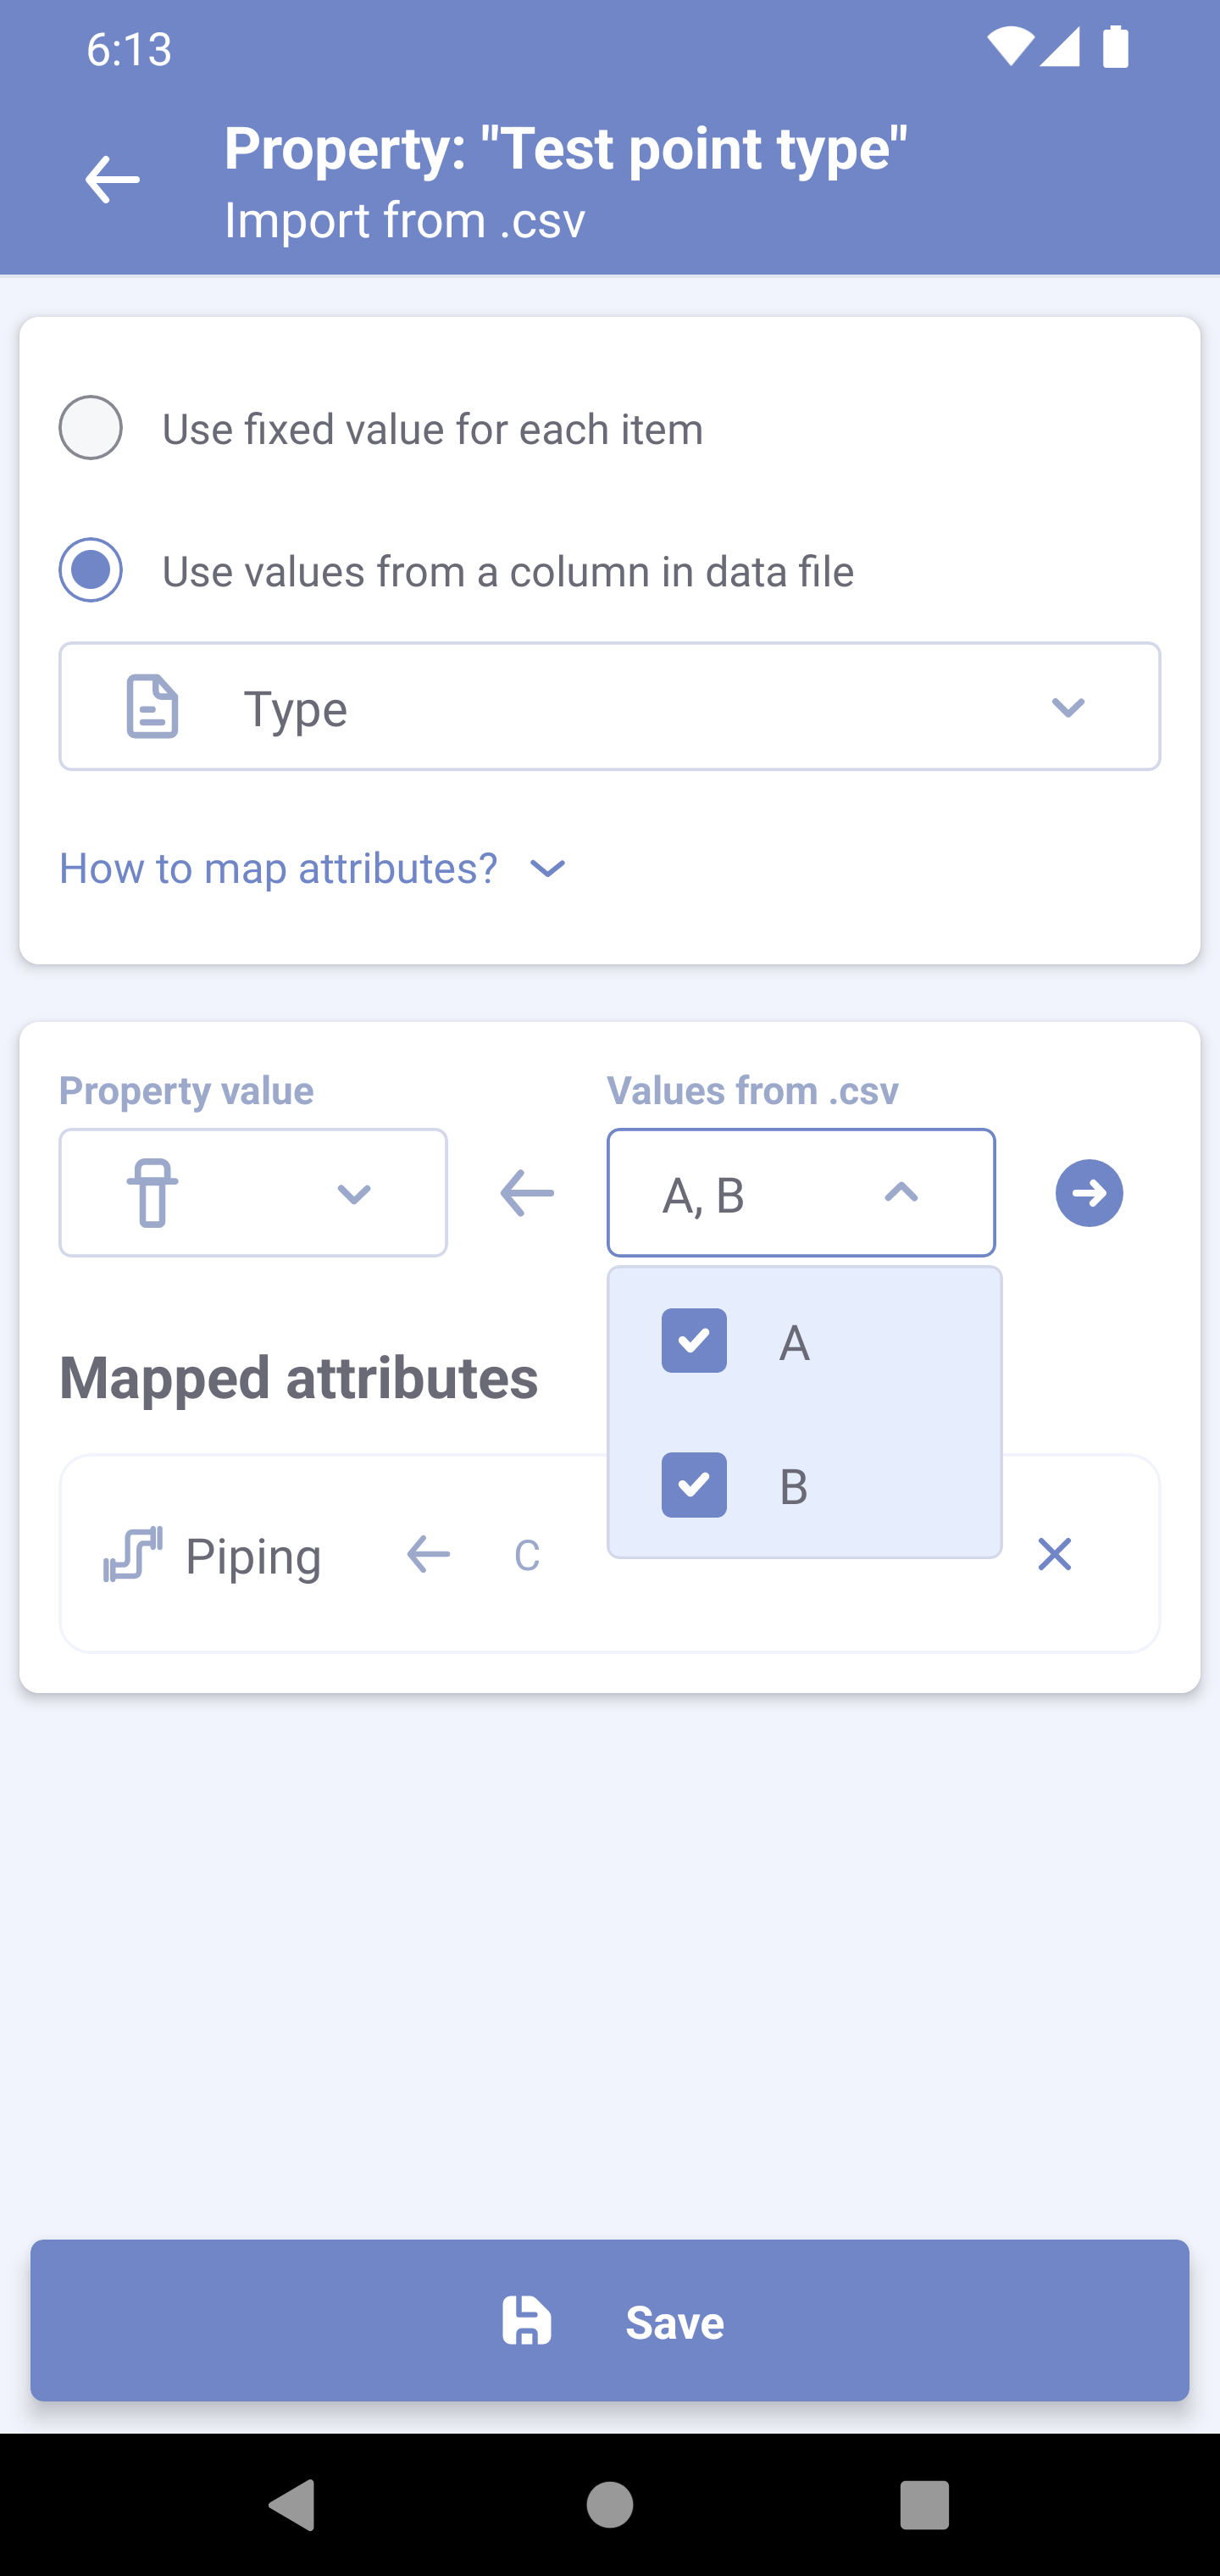 6:13
Property: "Test point type"
Import from .csv
Use fixed value for each item
Use values from a column in data file
Type
How to map attributes?
Property value
Values from .csv
A, B
A
B
Mapped attributes
Piping
C
Save